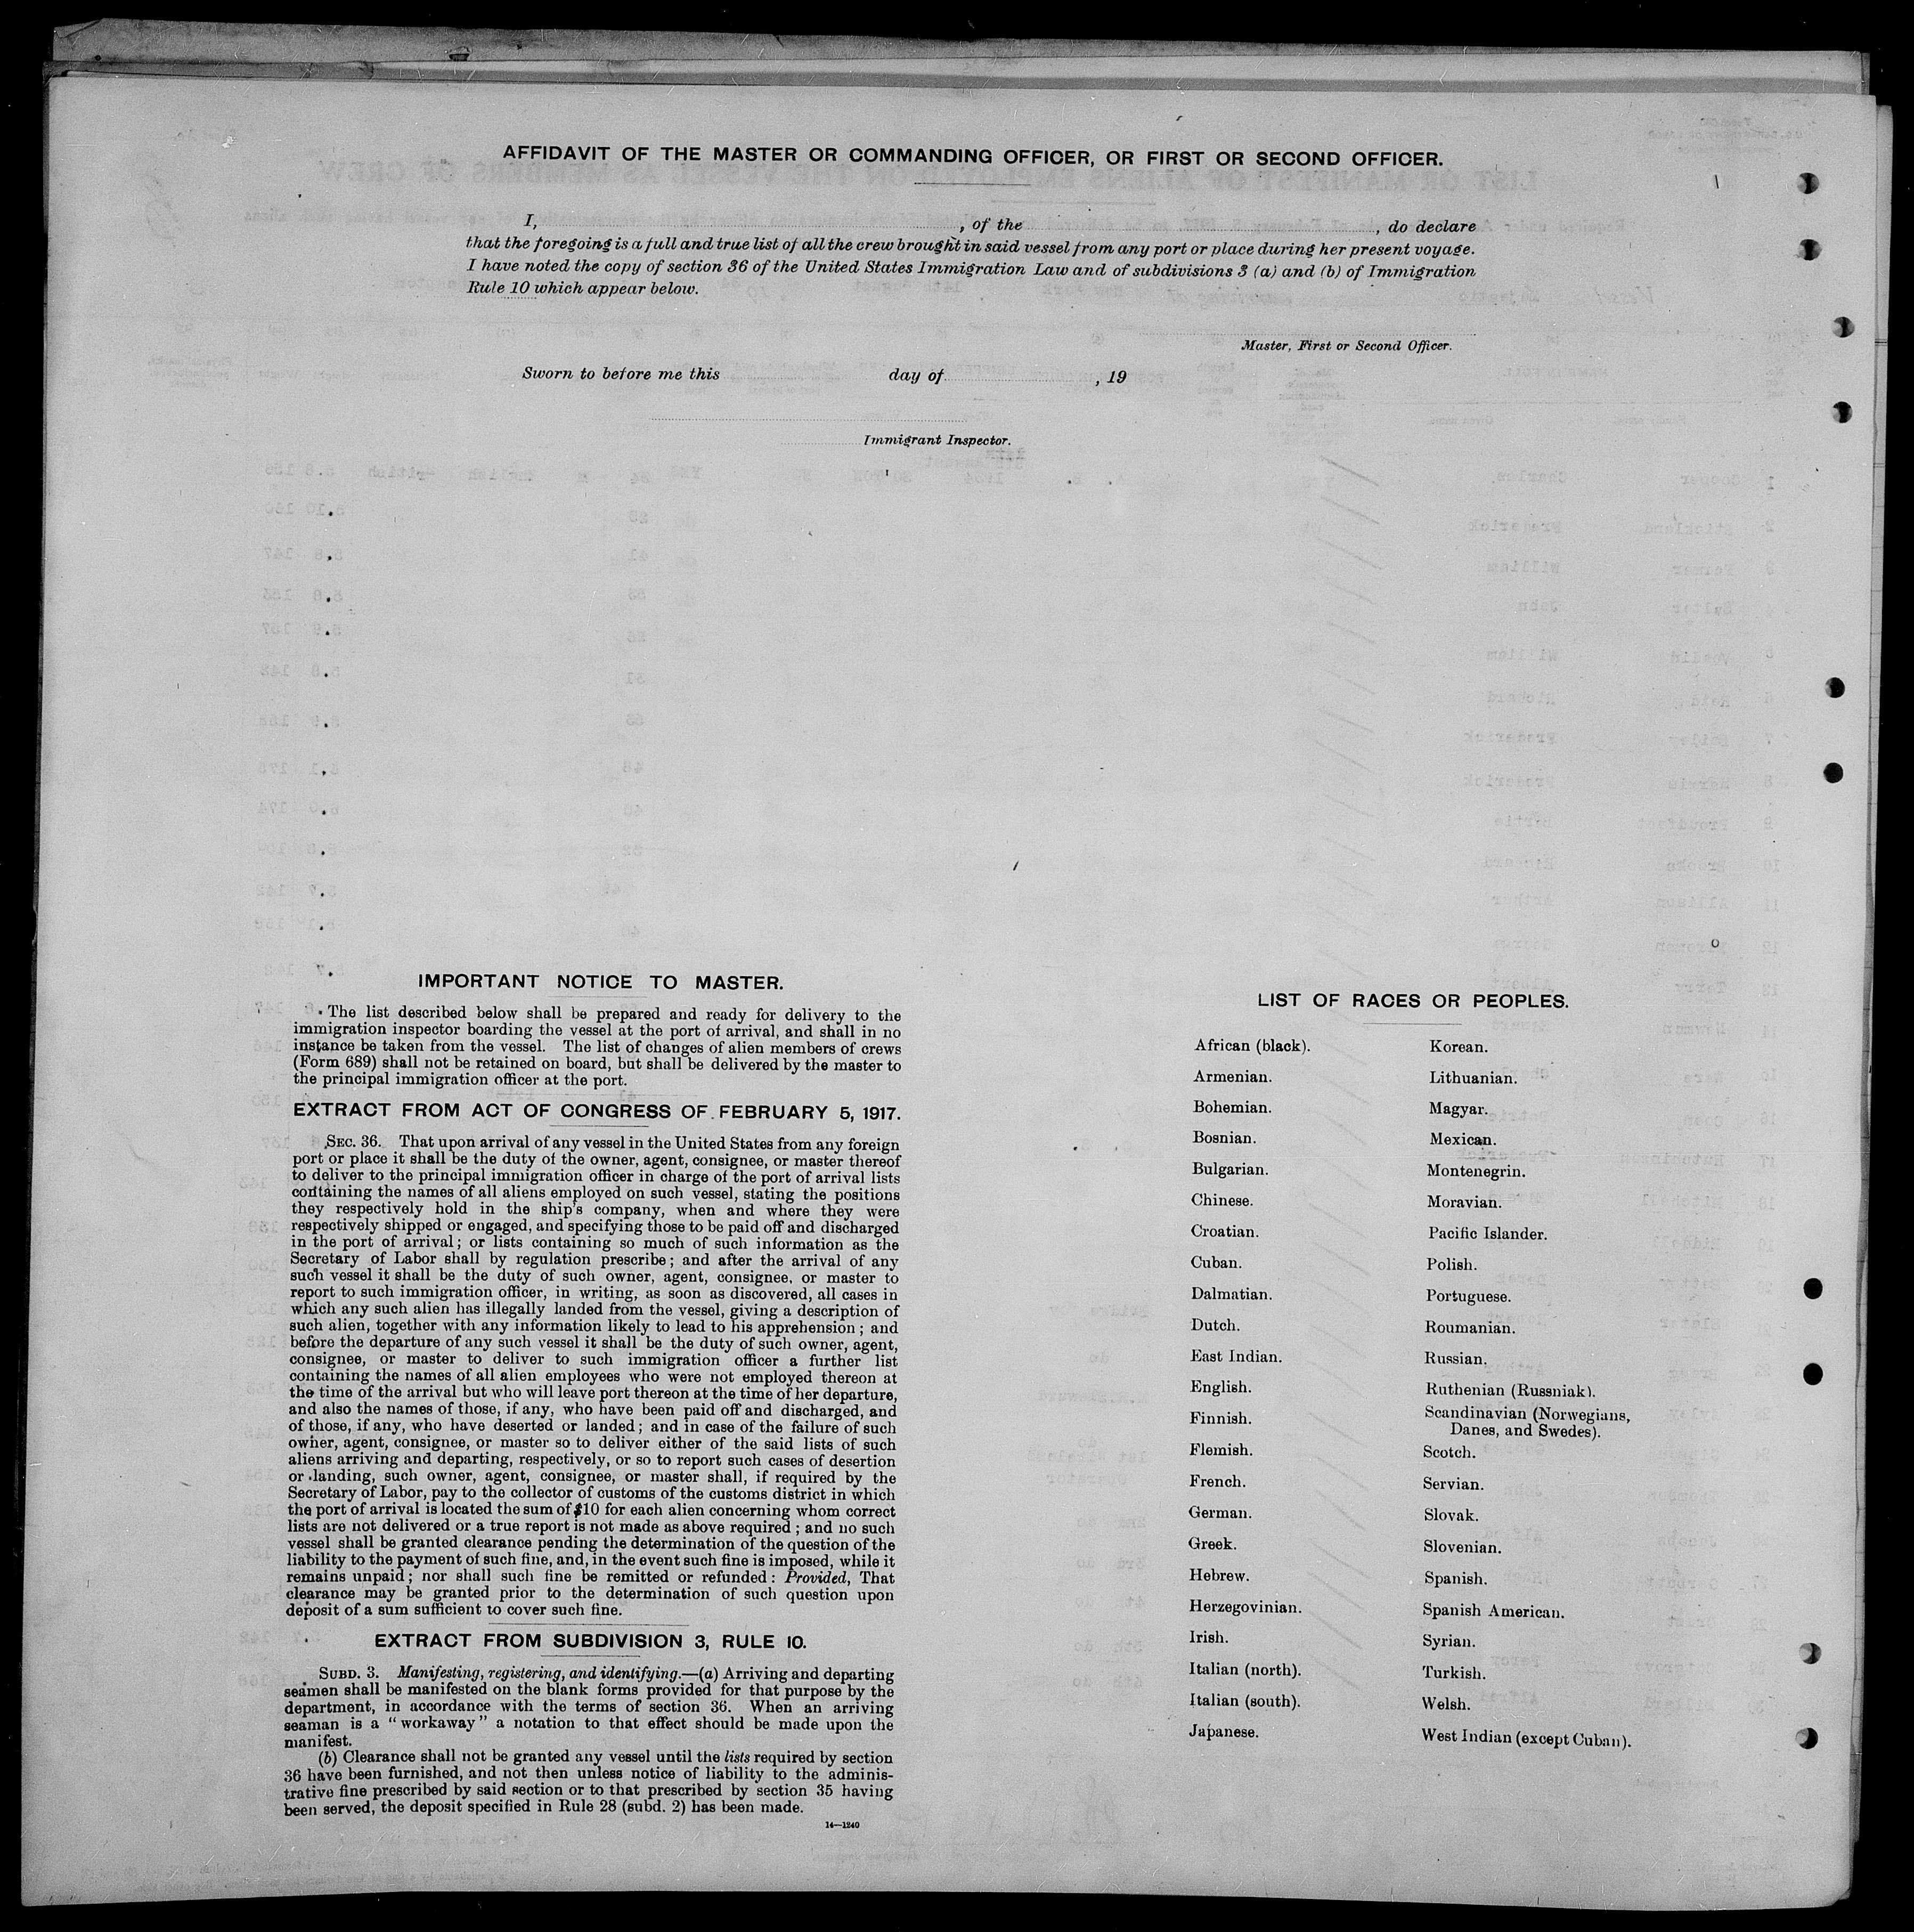 AFFIDAVIT OF THE MASTER OR COMMANDING OFFICER, OR FIRST OR SECOND OFFICER.
I, , of the , do declare
that the foregoing is a full and true list of all the crew brought in said vessel from any port or place during her present voyage.
I have noted the copy of section 36 of the United States Immigration Law and of subdivisions 3 (a) and (b) of Immigration
Rule 10 which appear below.
Master, First or Second Officer.
Sworn to before me this day of , 19
Immigrant Inspector.
IMPORTANT NOTICE TO MASTER.
The list described below shall be prepared and ready for delivery to the
immigration inspector boarding the vessel at the port of arrival, and shall in no
instance be taken from the vessel. The list of changes of alien members of crews
(Form 689) shall not be retained on board, but shall be delivered by the master to
the principal immigration officer at the port.
EXTRACT FROM ACT OF CONGRESS OF FEBRUARY 5, 1917.
SEC. 36. That upon arrival of any vessel in the United States from any foreign
port or place it shall be the duty of the owner, agent, consignee, or master thereof
to deliver to the principal immigration officer in charge of the port of arrival lists
containing the names of all aliens employed on such vessel, stating the positions
they respectively hold in the ship's company, when and where they were
respectively shipped or engaged, and specifying those to be paid off and discharged
in the port of arrival; or lists containing so much of such information as the
Secretary of Labor shall by regulation prescribe; and after the arrival of any
such vessel it shall be the duty of such owner, agent, consignee, or master to
report to such immigration officer, in writing, as soon as discovered, all cases in
which any such alien has illegally landed from the vessel, giving a description of
such alien, together with any information likely to lead to his apprehension; and
before the departure of any such vessel it shall be the duty of such owner, agent,
consignee, or master to deliver to such immigration officer a further list
containing the names of all alien employees who were not employed thereon at
the time of the arrival but who will leave port thereon at the time of her departure,
and also the names of those, if any, who have been paid off and discharged, and
of those, if any, who have deserted or landed; and in case of the failure of such
owner, agent, consignee, or master so to deliver either of the said lists of such
aliens arriving and departing, respectively, or so to report such cases of desertion
or landing, such owner, agent, consignee, or master shall, if required by the
Secretary of Labor, pay to the collector of customs of the customs district in which
the port of arrival is located the sum of $10 for each alien concerning whom correct
lists are not delivered or a true report is not made as above required; and no such
vessel shall be granted clearance pending the determination of the question of the
liability to the payment of such fine, and, in the event such fine is imposed, while it
remains unpaid; nor shall such fine be remitted or refunded: Provided, That
clearance may be granted prior to the determination of such question upon
deposit of a sum sufficient to cover such fine.
EXTRACT FROM SUBDIVISION 3, RULE 10.
SUBD. 3. Manifesting, registering, and identifying.—(a) Arriving and departing
seamen shall be manifested on the blank forms provided for that purpose by the
department, in accordance with the terms of section 36. When an arriving
seaman is a "workaway" a notation to that effect should be made upon the
manifest.
(b) Clearance shall not be granted any vessel until the lists required by section
36 have been furnished, and not then unless notice of liability to the adminis-
trative fine prescribed by said section or to that prescribed by section 35 having
been served, the deposit specified in Rule 28 (subd. 2) has been made.
14—1240
LIST OF RACES OR PEOPLES.
African (black).
Armenian.
Bohemian.
Bosnian.
Bulgarian.
Chinese.
Croatian.
Cuban.
Dalmatian.
Dutch.
East Indian.
English.
Finnish.
Flemish.
French.
German.
Greek.
Hebrew.
Herzegovinian.
Irish.
Italian (north).
Italian (south).
Japanese.
Korean.
Lithuanian.
Magyar.
Mexican.
Montenegrin.
Moravian.
Pacific Islander.
Polish.
Portuguese.
Roumanian.
Russian.
Ruthenian (Russniak).
Scandinavian (Norwegians,
Danes, and Swedes).
Scotch.
Servian.
Slovak.
Slovenian.
Spanish.
Spanish American.
Syrian.
Turkish.
Welsh.
West Indian (except Cuban).